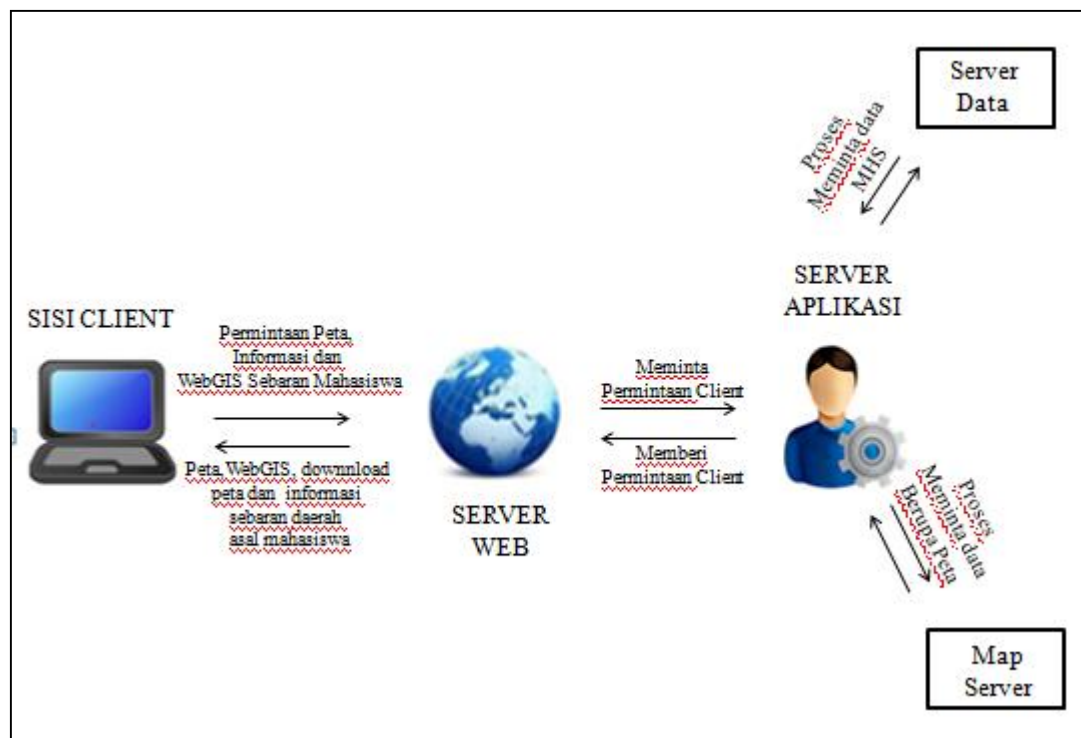 Server
Data
Proses
Meminta data
MHS
SERVER
APLIKASI
SISI CLIENT
Permintaan Peta,
Informasi dan
WebGIS Sebaran Mahasiswa
Meminta
Permintaan Client
Memberi
Permintaan Client
Peta, WebGIS, downnload
peta dan informasi
sebaran daerah
asal mahasiswa
SERVER
WEB
Proses
Meminta data
Berupa Peta
Map
Server